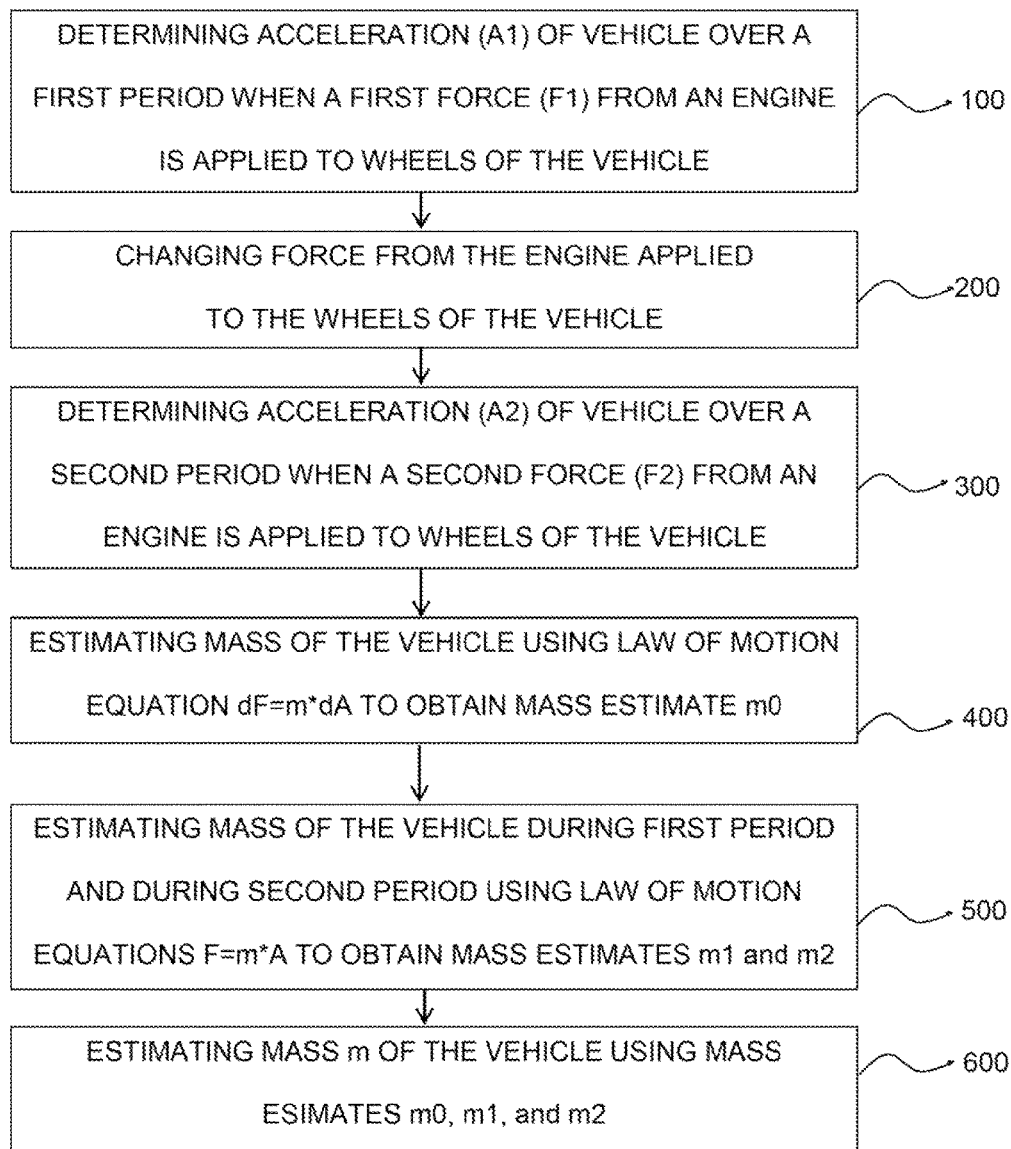 DETERMINING ACCELERATION (A1) OF VEHICLE OVER A
FIRST PERIOD WHEN A FIRST FORCE (F1) FROM AN ENGINE
IS APPLIED TO WHEELS OF THE VEHICLE
100
CHANGING FORCE FROM THE ENGINE APPLIED
TO THE WHEELS OF THE VEHICLE
200
DETERMINING ACCELERATION (A2) OF VEHICLE OVER A
SECOND PERIOD WHEN A SECOND FORCE (F2) FROM AN
ENGINE IS APPLIED TO WHEELS OF THE VEHICLE
300
ESTIMATING MASS OF THE VEHICLE USING LAW OF MOTION
EQUATION dF=m*dA TO OBTAIN MASS ESTIMATE m0
400
ESTIMATING MASS OF THE VEHICLE DURING FIRST PERIOD
AND DURING SECOND PERIOD USING LAW OF MOTION
EQUATIONS F=m*A TO OBTAIN MASS ESTIMATES m1 and m2
500
ESTIMATING MASS m OF THE VEHICLE USING MASS
ESIMATES m0, m1, and m2
600